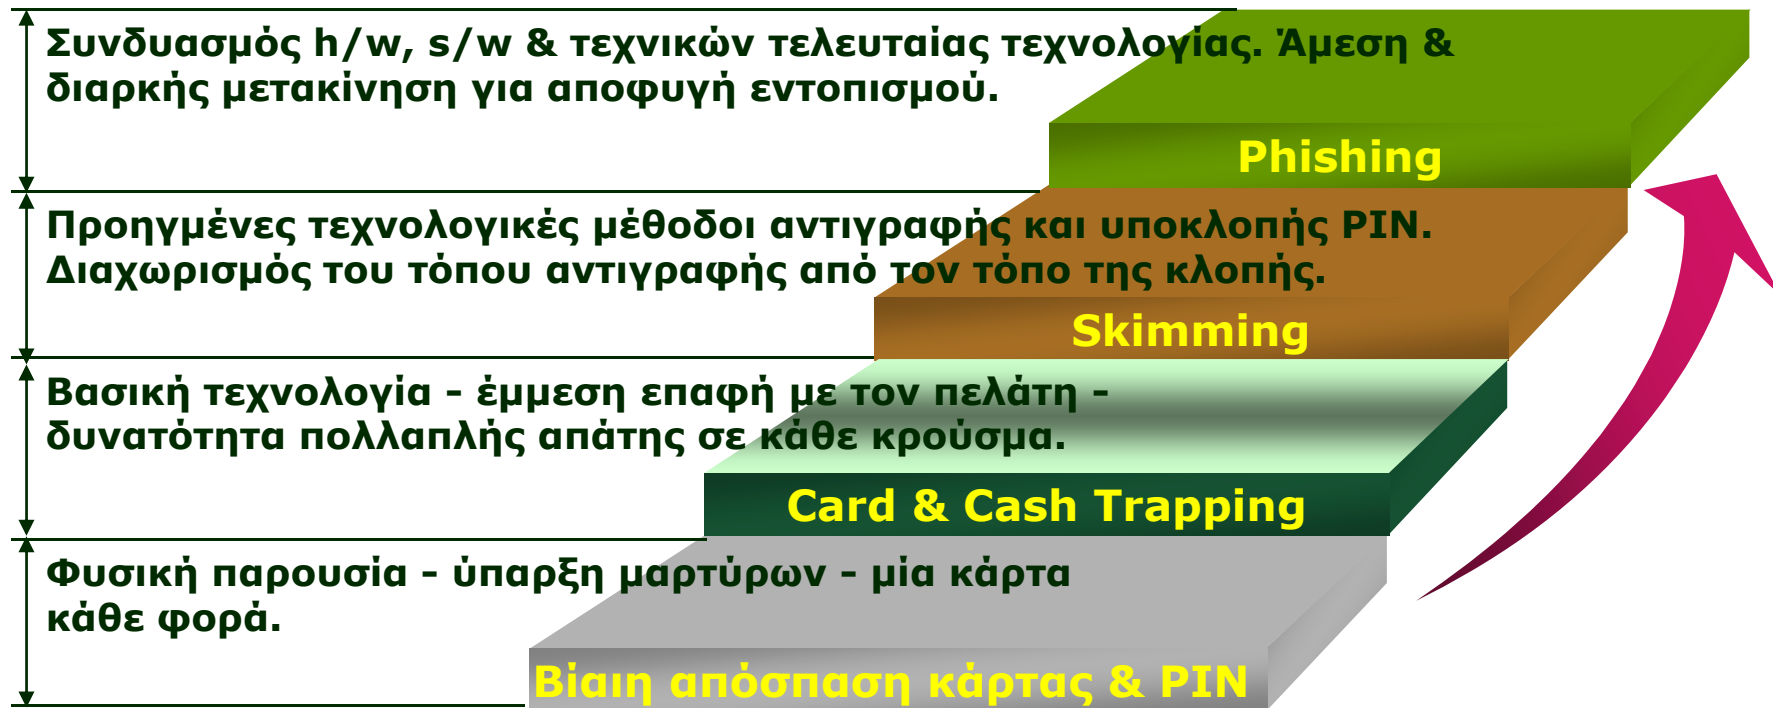 Συνδυασμός h/w, s/w & τεχνικών τελευταίας τεχνολογίας. Άμεση &
διαρκής μετακίνηση για αποφυγή εντοπισμού.
Phishing
Προηγμένες τεχνολογικές μέθοδοι αντιγραφής και υποκλοπής PIN.
Διαχωρισμός του τόπου αντιγραφής από τον τόπο της κλοπής.
Skimming
Βασική τεχνολογία - έμμεση επαφή με τον πελάτη -
δυνατότητα πολλαπλής απάτης σε κάθε κρούσμα.
Card & Cash Trapping
Φυσική παρουσία - ύπαρξη μαρτύρων - μία κάρτα
κάθε φορά.
Βίαιη απόσπαση κάρτας & PIN